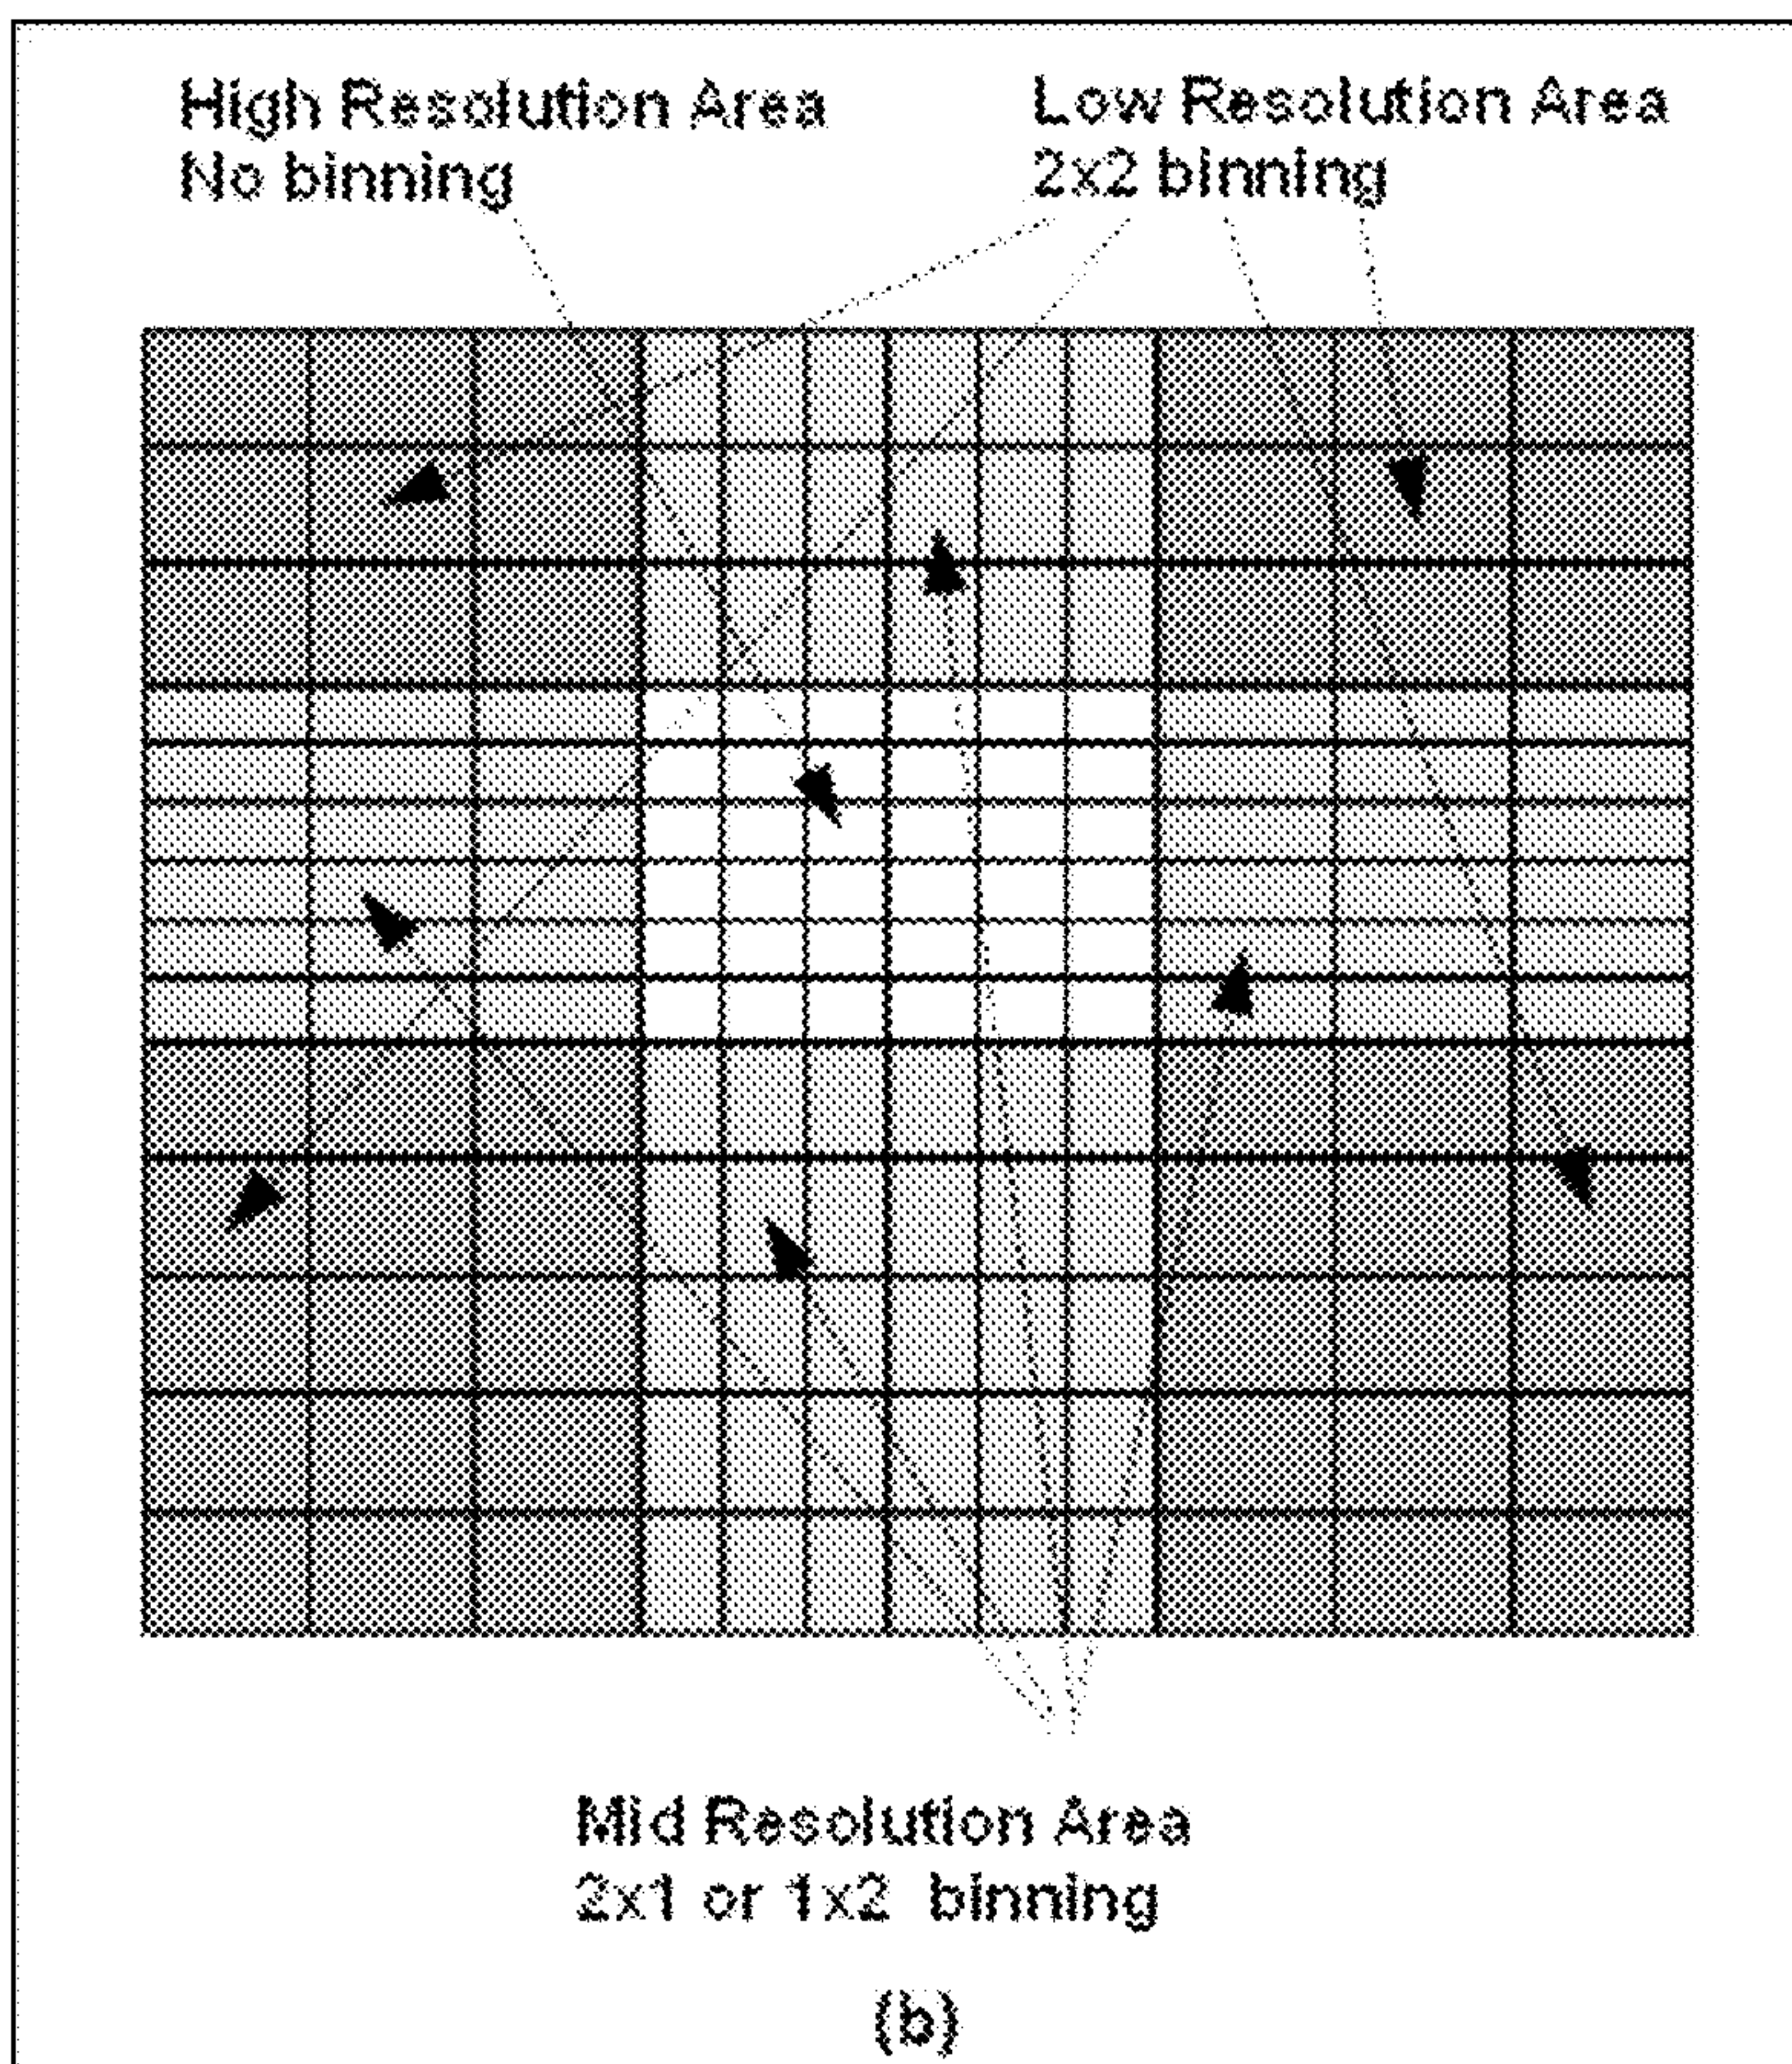 High Resolution Area
No binning
Low Resolution Area
2x2 binning
Mid Resolution Area
2x1 or 1x2 binning
(b)